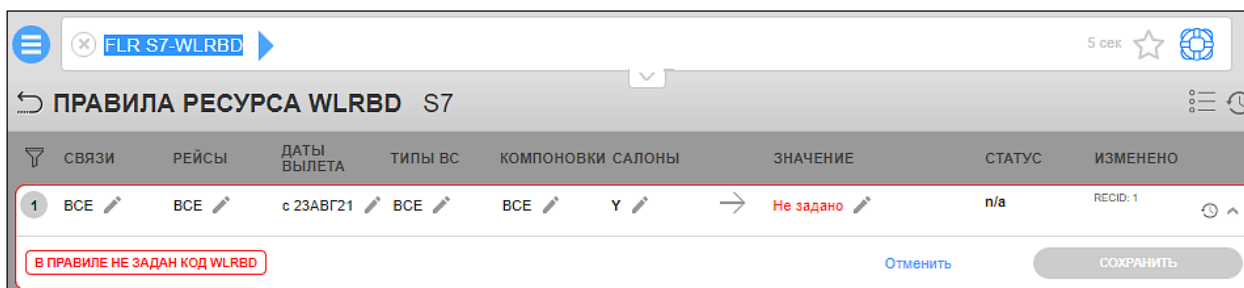 FLR S7-WLRBD 5 сек
ПРАВИЛА РЕСУРСА WLRBD S7
СВЯЗИ РЕЙСЫ ДАТЫ ВЫЛЕТА ТИПЫ ВС КОМПОНОВКИ САЛОНЫ ЗНАЧЕНИЕ СТАТУС ИЗМЕНЕНО
1 ВСЕ ВСЕ с 23АВГ21 ВСЕ ВСЕ Y Не задано n/a RECID: 1
В ПРАВИЛЕ НЕ ЗАДАН КОД WLRBD Отменить СОХРАНИТЬ